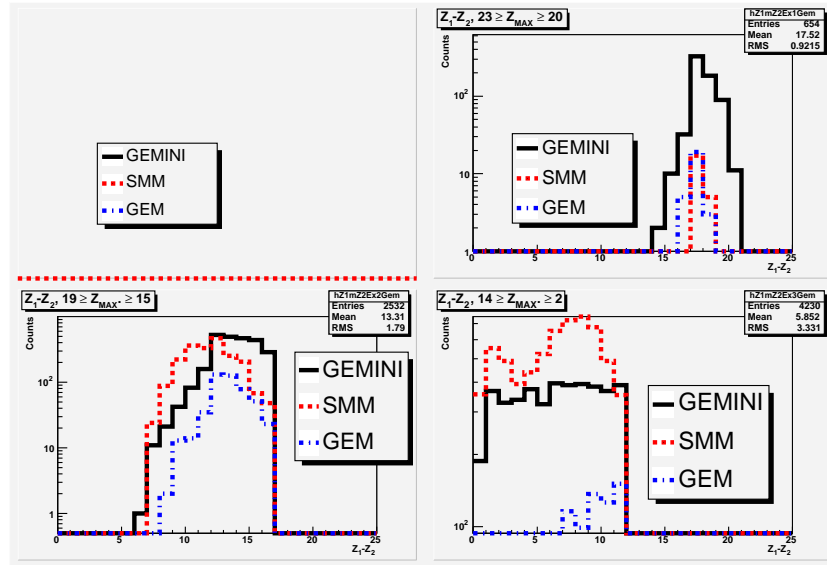 GEMINI
SMM
GEM
Z1-Z2, 23 ≥ ZMAX ≥ 20
hZ1mZ2Ex1Gem
Entries 654
Mean 17.52
RMS 0.9215
Counts
10²
10
1
GEMINI
SMM
GEM
0 5 10 15 20 25
Z1-Z2
Z1-Z2, 19 ≥ ZMAX. ≥ 15
hZ1mZ2Ex2Gem
Entries 2532
Mean 13.31
RMS 1.79
Counts
10²
10
1
GEMINI
SMM
GEM
0 5 10 15 20 25
Z1-Z2
Z1-Z2, 14 ≥ ZMAX. ≥ 2
hZ1mZ2Ex3Gem
Entries 4230
Mean 5.852
RMS 3.331
Counts
10²
GEMINI
SMM
GEM
0 5 10 15 20 25
Z1-Z2